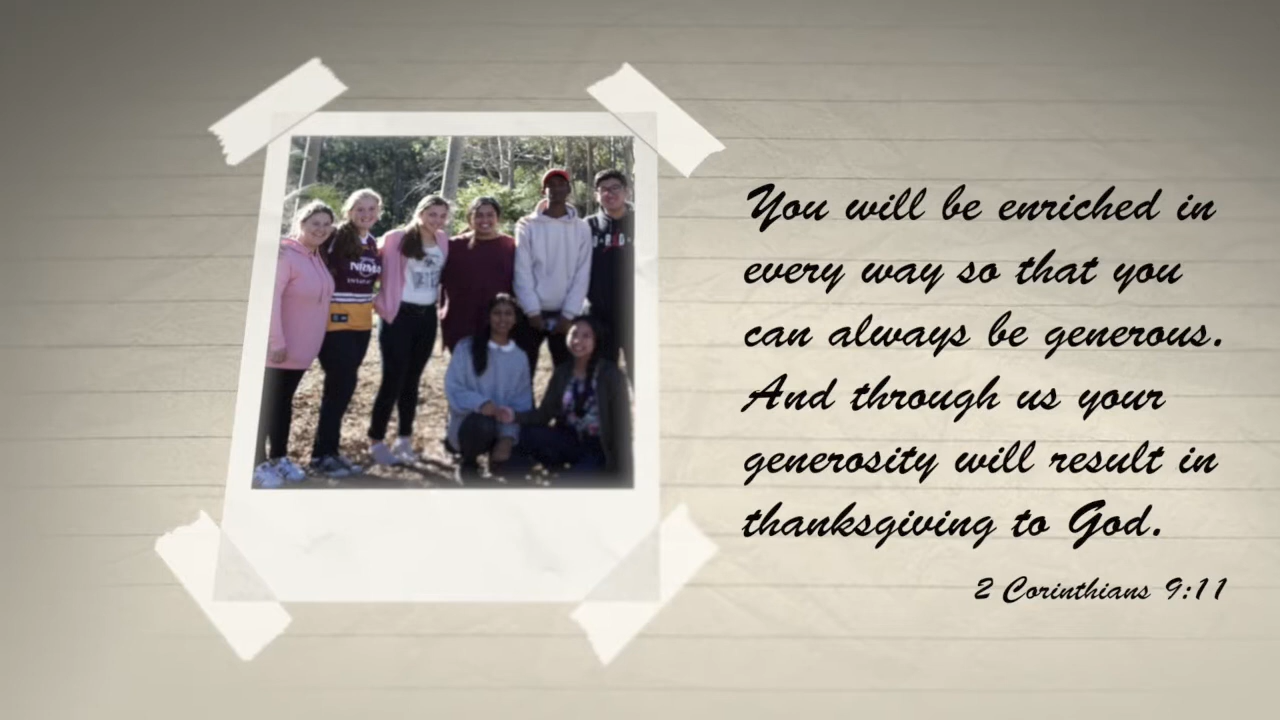 You will be enriched in
every way so that you
can always be generous.
And through us your
generosity will result in
thanksgiving to God.
2 Corinthians 9:11
NRMA